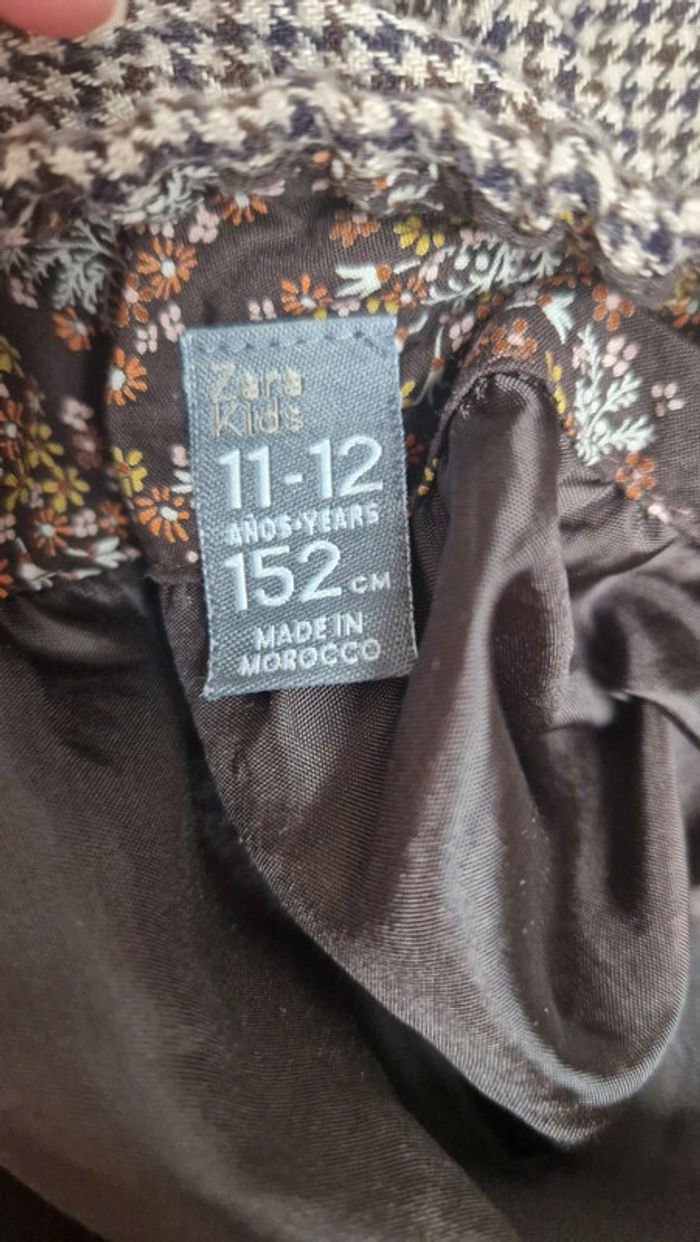 Zara
Kids
11-12
AÑOS·YEARS
152 CM
MADE IN
MOROCCO